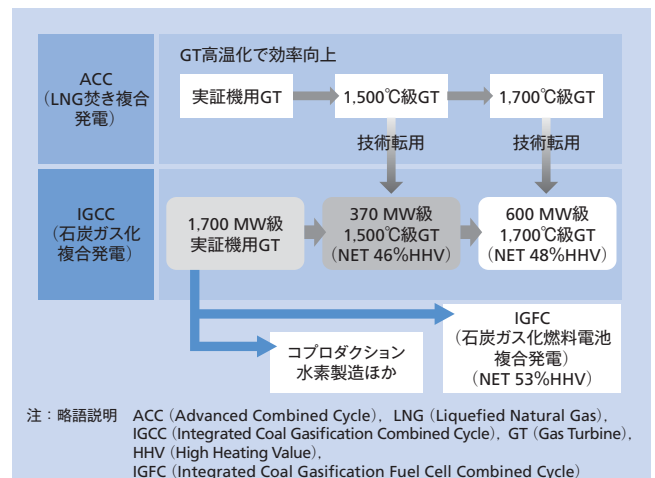 GT高温化で効率向上
ACC
(LNG焚き複合
発電)
実証機用GT
1,500℃級GT
1,700℃級GT
技術転用
技術転用
IGCC
(石炭ガス化
複合発電)
1,700 MW級
実証機用GT
370 MW級
1,500℃級GT
(NET 46%HHV)
600 MW級
1,700℃級GT
(NET 48%HHV)
コプロダクション
水素製造ほか
IGFC
(石炭ガス化燃料電池
複合発電)
(NET 53%HHV)
注:略語説明 ACC(Advanced Combined Cycle),LNG(Liquefied Natural Gas),
IGCC(Integrated Coal Gasification Combined Cycle),GT(Gas Turbine),
HHV(High Heating Value),
IGFC(Integrated Coal Gasification Fuel Cell Combined Cycle)